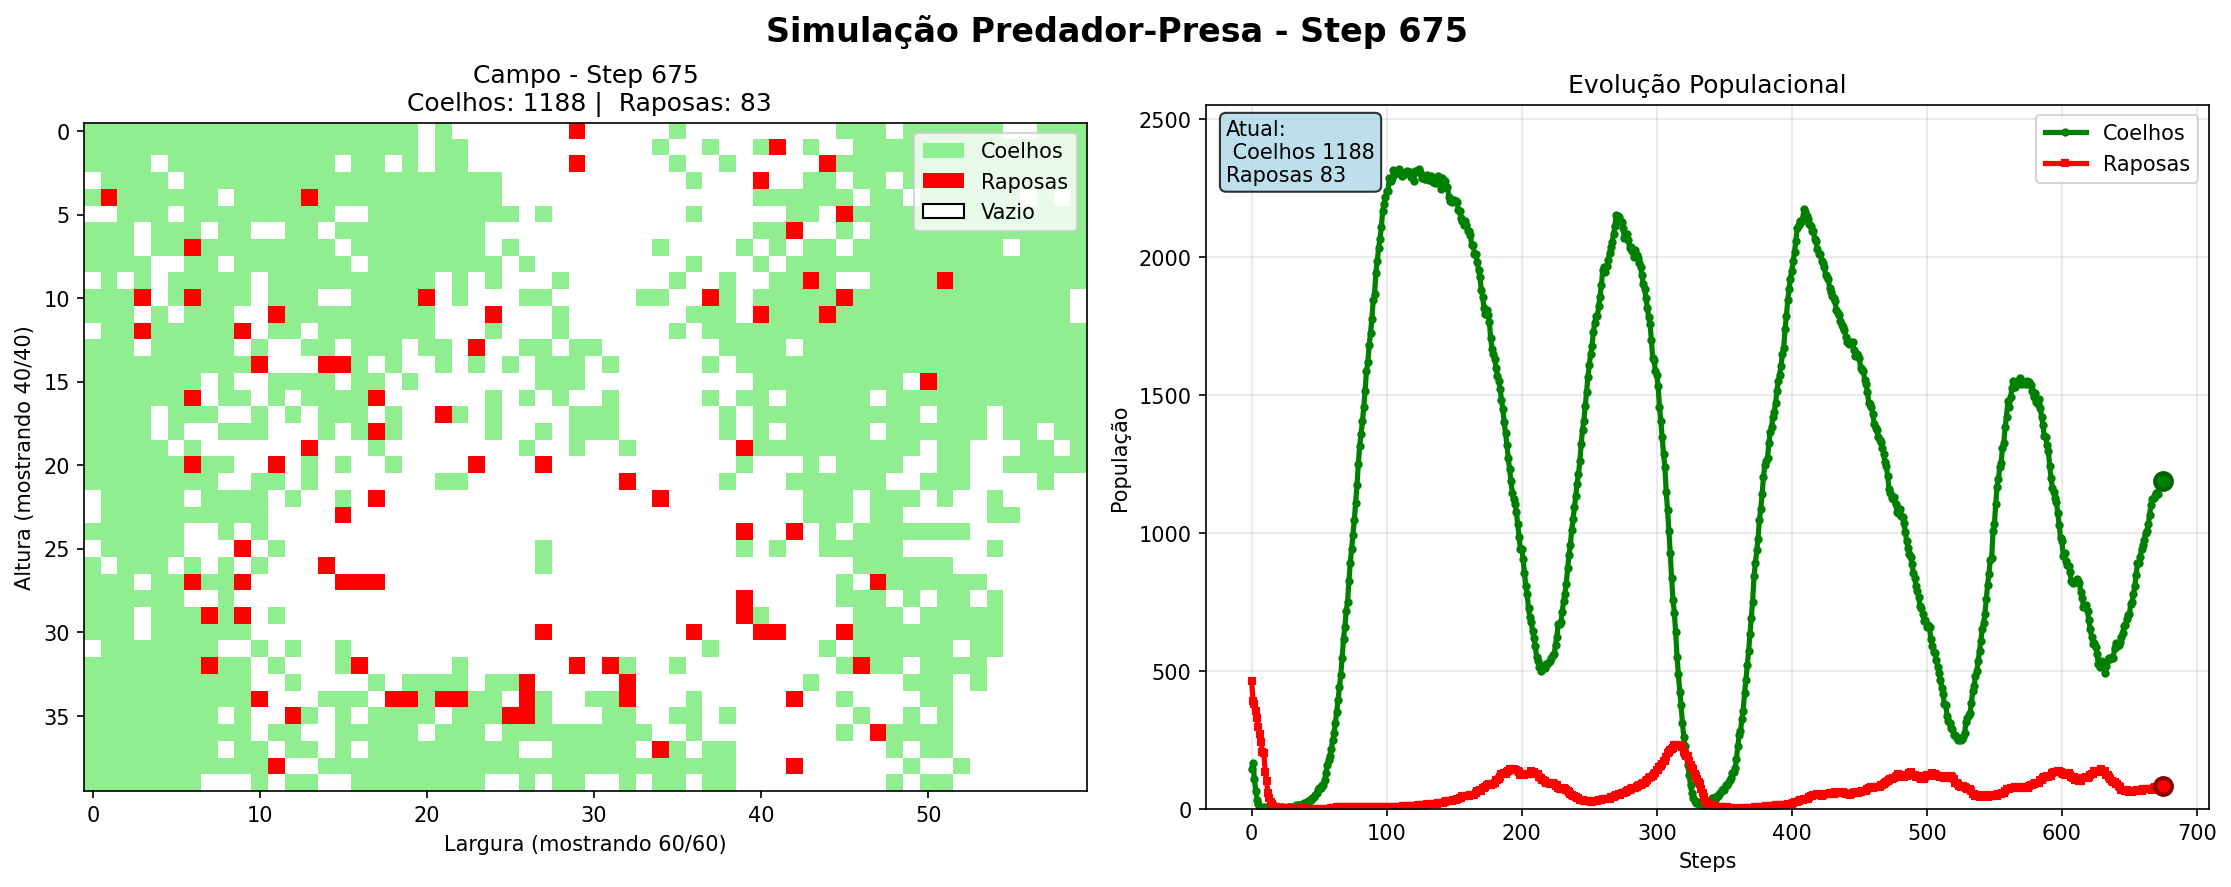 Simulação Predador-Presa - Step 675
Campo - Step 675
Coelhos: 1188 |  Raposas: 83
0
5
10
15
20
25
30
35
Altura (mostrando 40/40)
0 10 20 30 40 50
Largura (mostrando 60/60)
Coelhos
Raposas
Vazio
Evolução Populacional
Atual:
Coelhos 1188
Raposas 83
Coelhos
Raposas
2500
2000
1500
1000
500
0
População
0 100 200 300 400 500 600 700
Steps